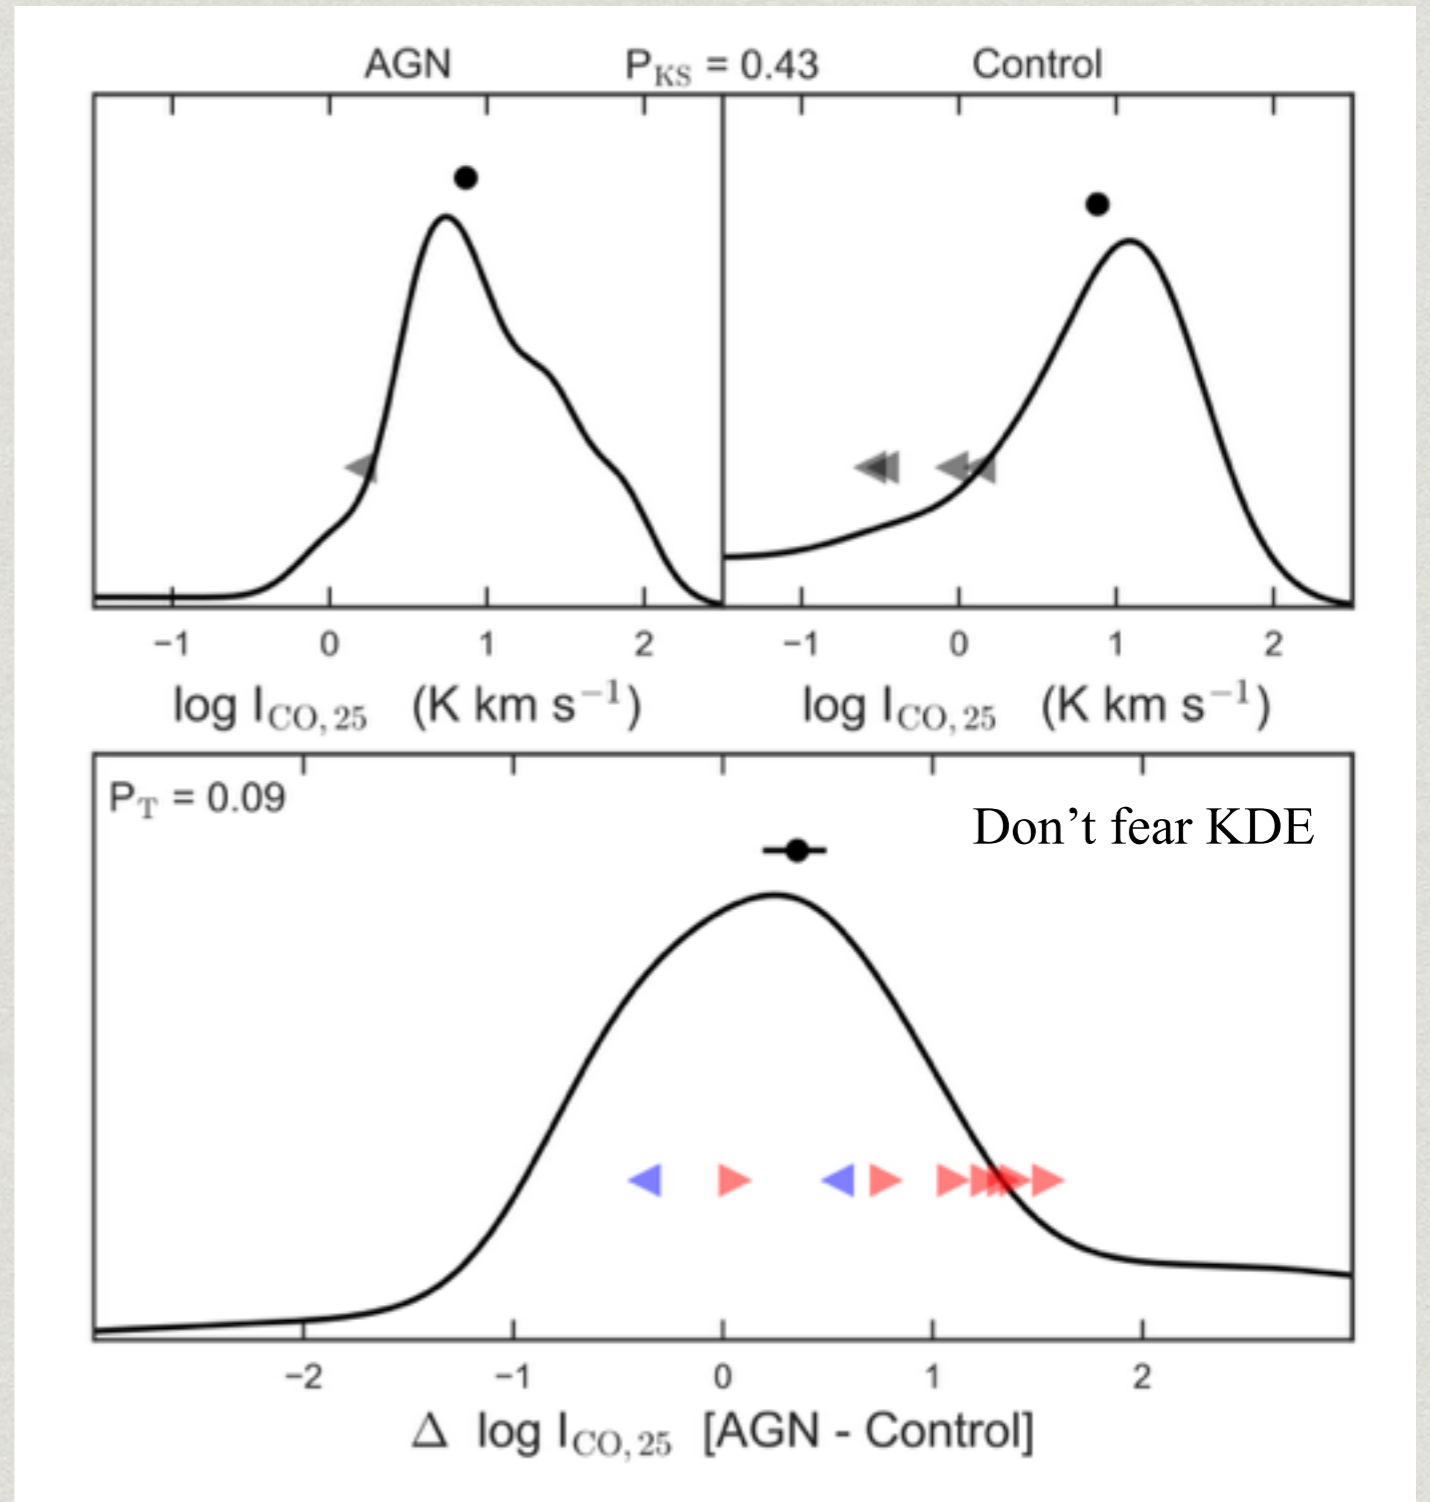 AGN P_KS = 0.43 Control
−1 0 1 2 −1 0 1 2
log I_CO, 25 (K km s⁻¹) log I_CO, 25 (K km s⁻¹)
P_T = 0.09
Don’t fear KDE
−2 −1 0 1 2
Δ log I_CO, 25 [AGN - Control]